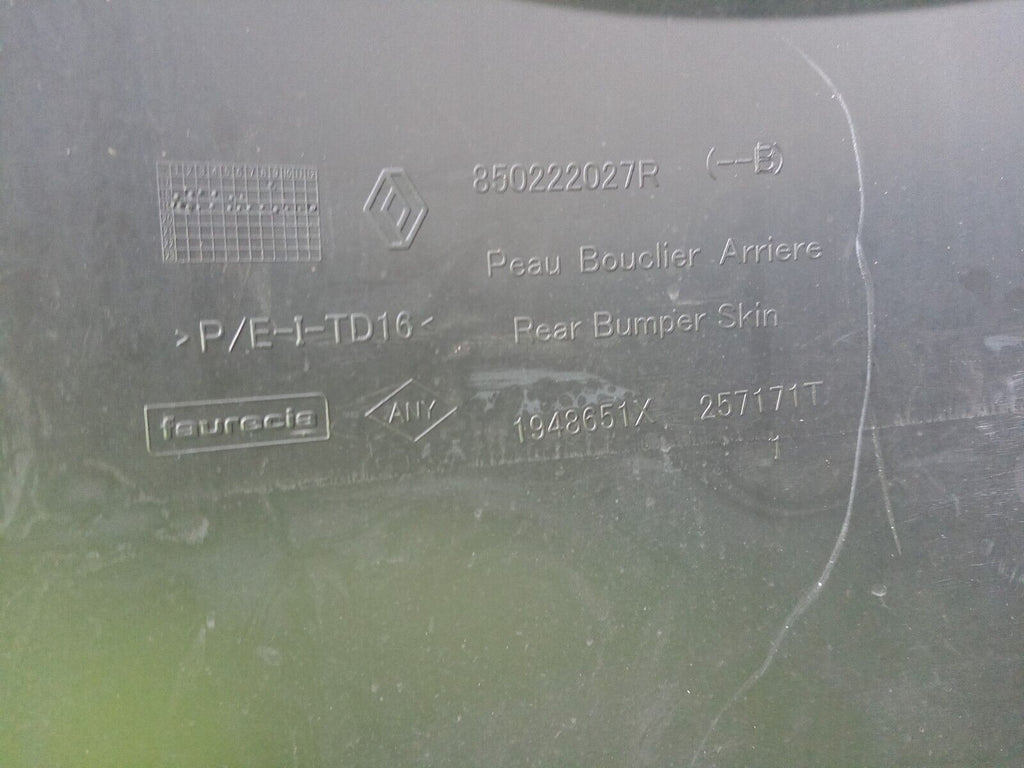 850222027R (--B)
Peau Bouclier Arriere
>P/E-I-TD16<
Rear Bumper Skin
faurecia
ANY
1948651X 257171T
1